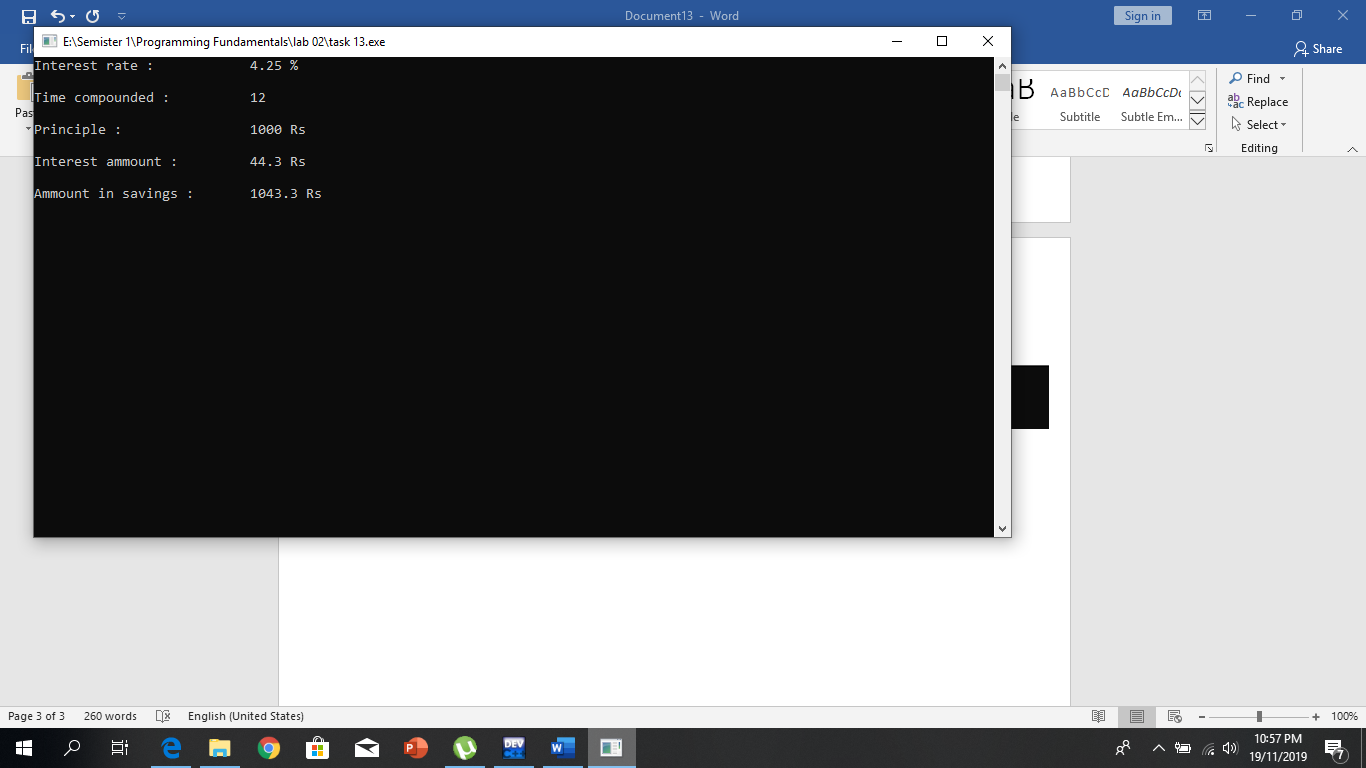 Document13 - Word
Sign in
E:\Semister 1\Programming Fundamentals\lab 02\task 13.exe
Share
Interest rate : 4.25 %
Time compounded : 12
Principle : 1000 Rs
Interest ammount : 44.3 Rs
Ammount in savings : 1043.3 Rs
AaBbCcD AaBbCcDc
Subtitle Subtle Em...
Find
Replace
Select
Editing
Page 3 of 3 260 words English (United States) 100%
DEV
10:57 PM
19/11/2019
7